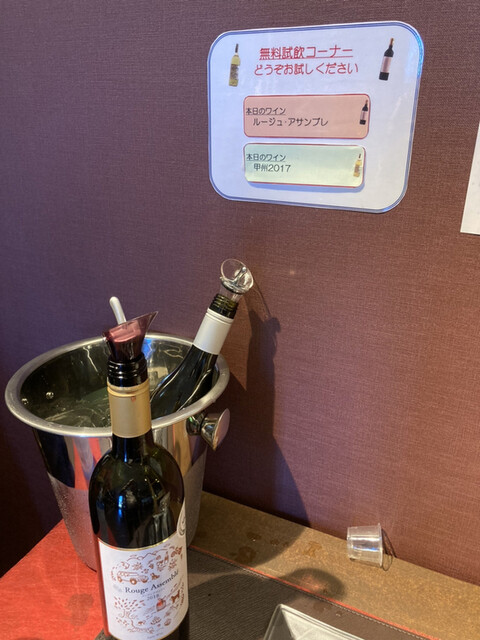 無料試飲コーナー
どうぞお試しください
本日のワイン
ルージュ・アサンブレ
本日のワイン
甲州2017
Rouge Assemblé